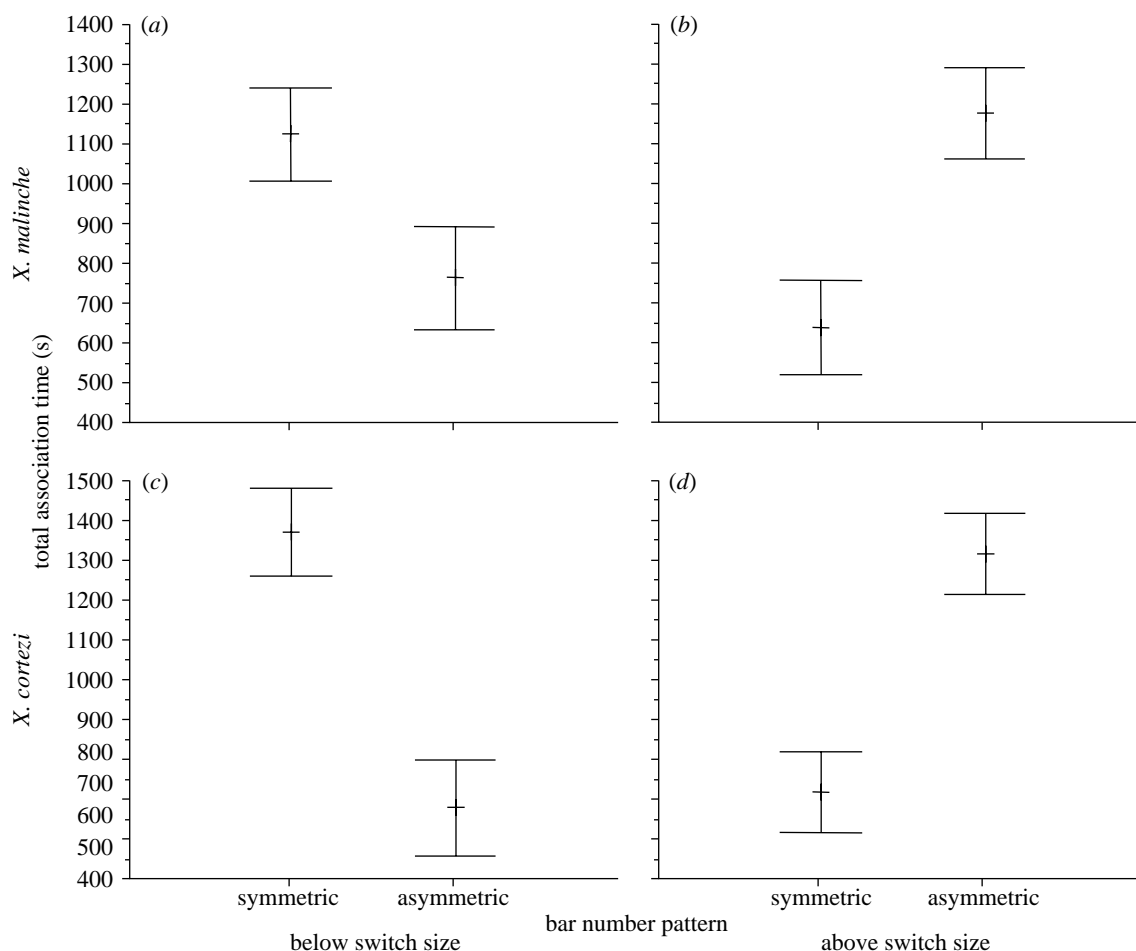 1400
(a)
(b)
1300
1200
1100
1000
900
800
700
600
500
400
X. malinche
total association time (s)
1500
(c)
(d)
1400
1300
1200
1100
1000
900
800
700
600
500
400
X. cortezi
symmetric asymmetric symmetric asymmetric
bar number pattern
below switch size above switch size